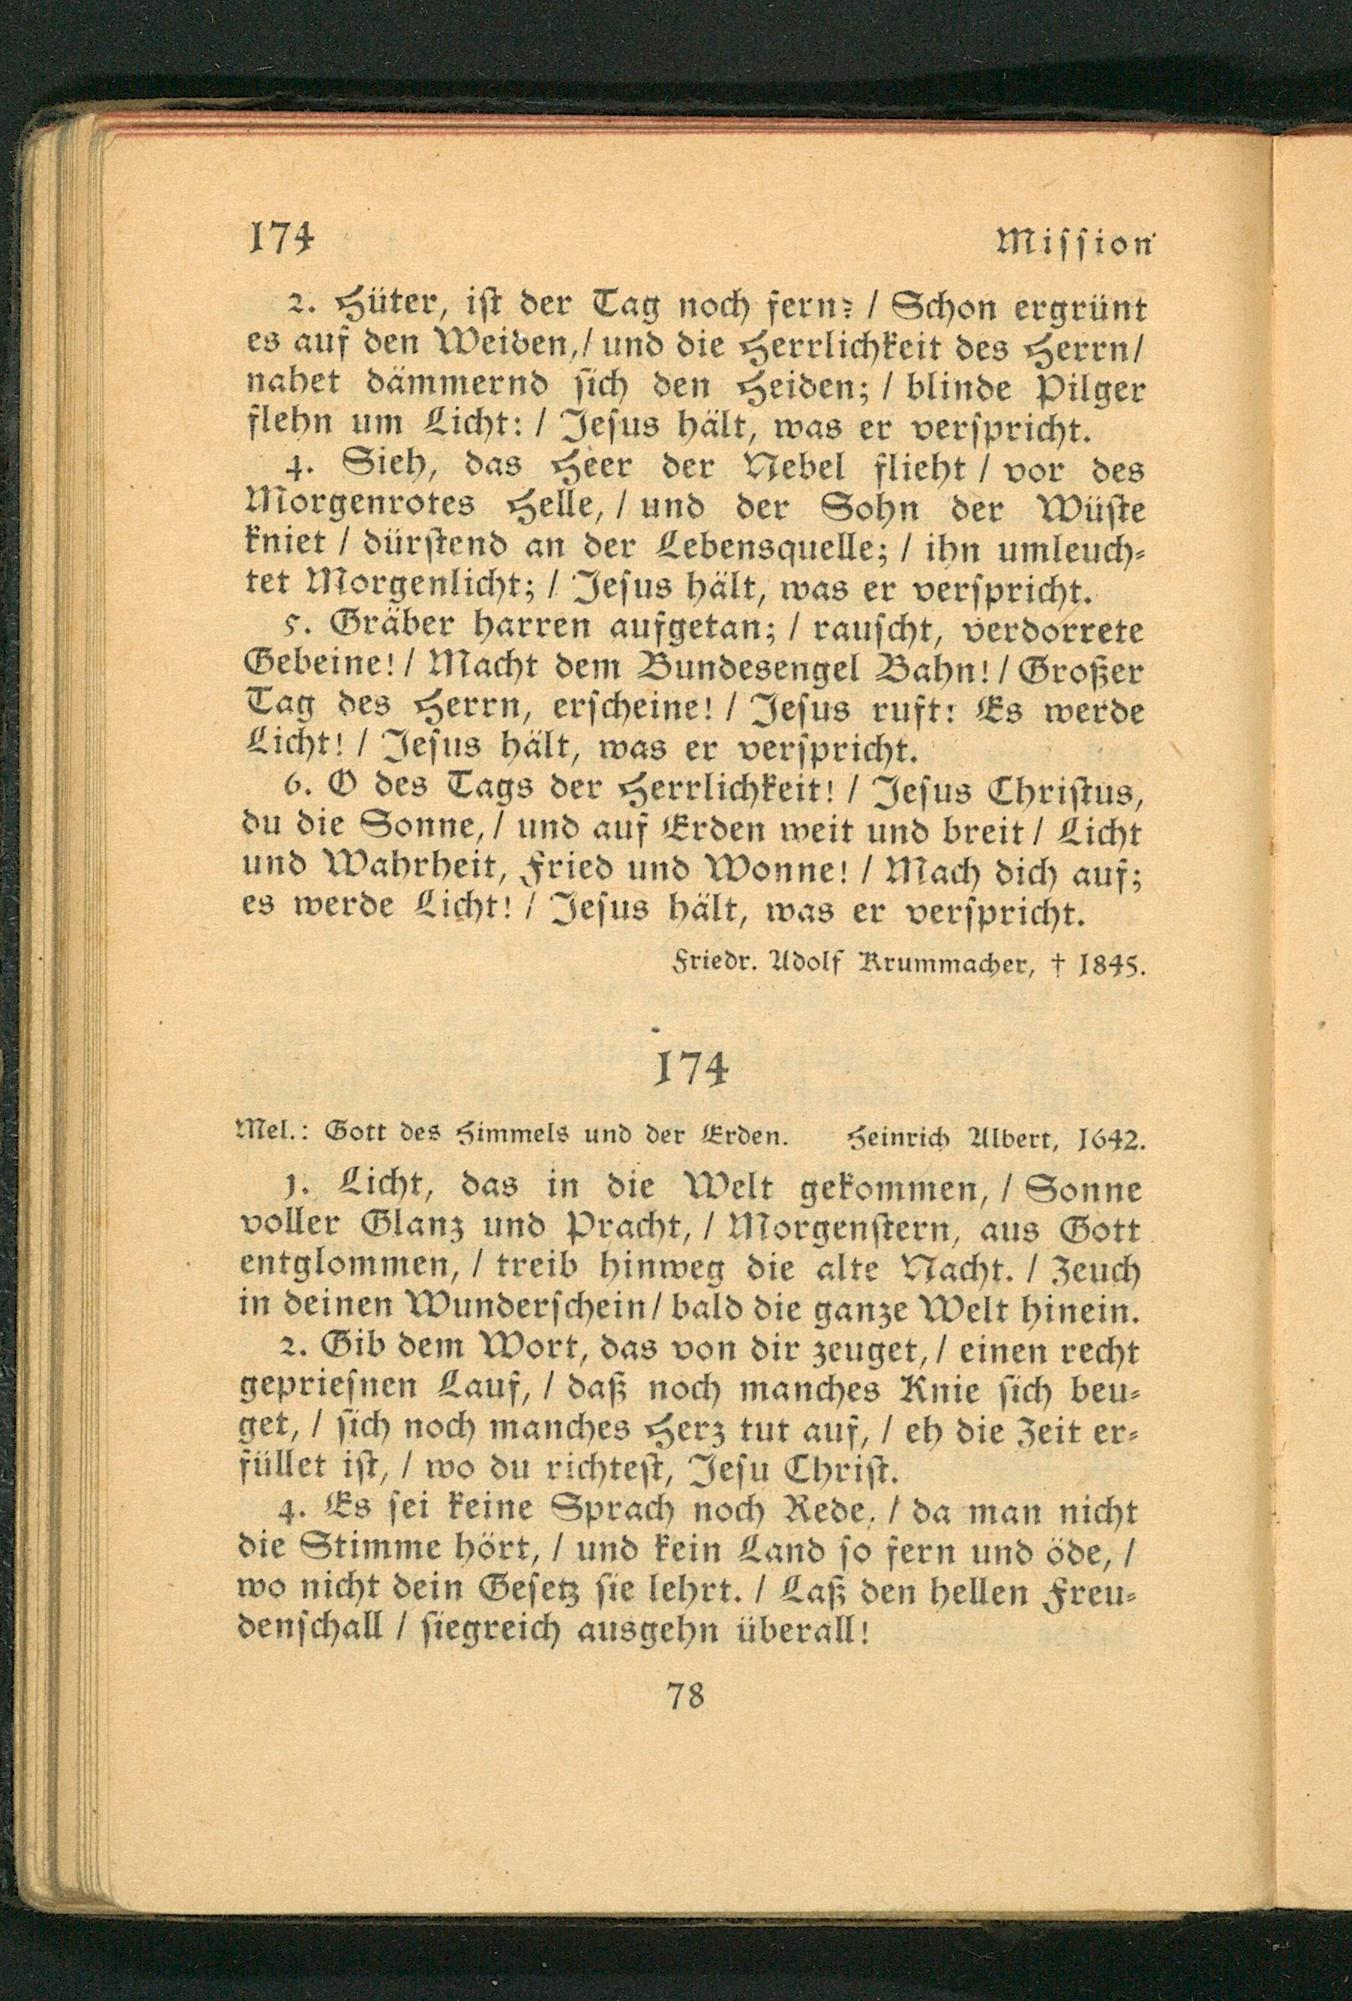 174 Mission
2. Hüter, ist der Tag noch fern? / Schon ergrünt
es auf den Weiden, / und die Herrlichkeit des Herrn /
nahet dämmernd sich den Heiden; / blinde Pilger
flehn um Licht: / Jesus hält, was er verspricht.
4. Sieh, das Heer der Nebel flieht / vor des
Morgenrotes Helle, / und der Sohn der Wüste
kniet / dürstend an der Lebensquelle; / ihn umleuch-
tet Morgenlicht; / Jesus hält, was er verspricht.
5. Gräber harren aufgetan; / rauscht, verdorrete
Gebeine! / Macht dem Bundesengel Bahn! / Großer
Tag des Herrn, erscheine! / Jesus ruft: Es werde
Licht! / Jesus hält, was er verspricht.
6. O des Tags der Herrlichkeit! / Jesus Christus,
du die Sonne, / und auf Erden weit und breit / Licht
und Wahrheit, Fried und Wonne! / Mach dich auf;
es werde Licht! / Jesus hält, was er verspricht.
Friedr. Adolf Krummacher, † 1845.
174
Mel.: Gott des Himmels und der Erden. Heinrich Albert, 1642.
1. Licht, das in die Welt gekommen, / Sonne
voller Glanz und Pracht, / Morgenstern, aus Gott
entglommen, / treib hinweg die alte Nacht. / Zeuch
in deinen Wunderschein / bald die ganze Welt hinein.
2. Gib dem Wort, das von dir zeuget, / einen recht
gepriesnen Lauf, / daß noch manches Knie sich beu-
get, / sich noch manches Herz tut auf, / eh die Zeit er-
füllet ist, / wo du richtest, Jesu Christ.
4. Es sei keine Sprach noch Rede, / da man nicht
die Stimme hört, / und kein Land so fern und öde, /
wo nicht dein Gesetz sie lehrt. / Laß den hellen Freu-
denschall / siegreich ausgehn überall!
78